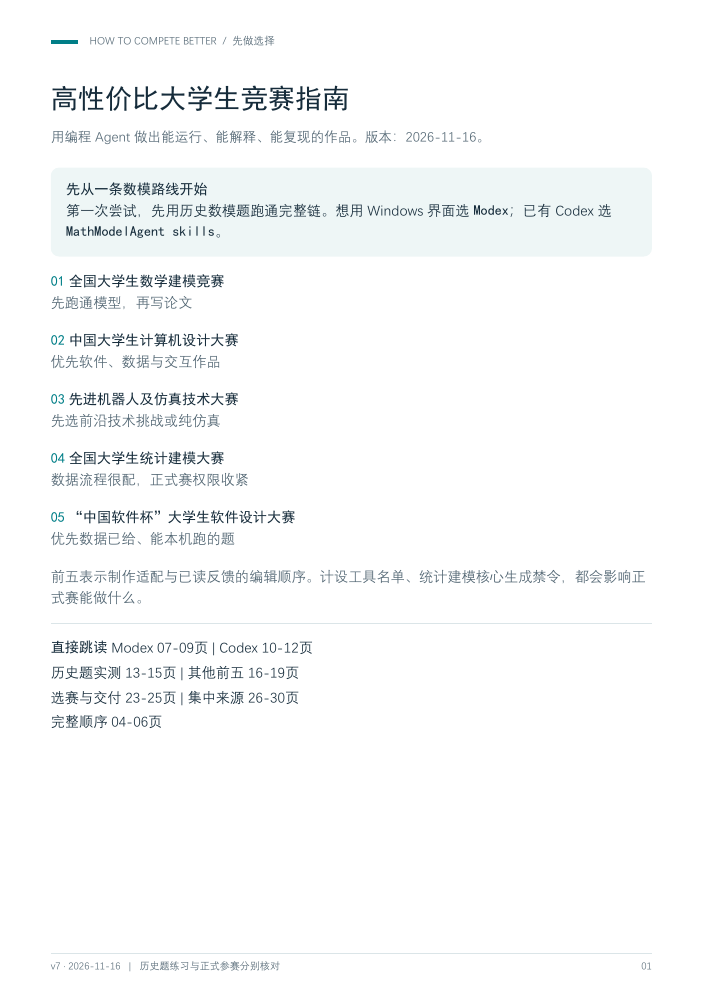 HOW TO COMPETE BETTER / 先做选择
高性价比大学生竞赛指南
用编程 Agent 做出能运行、能解释、能复现的作品。版本：2026-11-16。
先从一条数模路线开始
第一次尝试，先用历史数模题跑通完整链。想用 Windows 界面选 Modex；已有 Codex 选
MathModelAgent skills。
01 全国大学生数学建模竞赛
先跑通模型，再写论文
02 中国大学生计算机设计大赛
优先软件、数据与交互作品
03 先进机器人及仿真技术大赛
先选前沿技术挑战或纯仿真
04 全国大学生统计建模大赛
数据流程很配，正式赛权限收紧
05 “中国软件杯”大学生软件设计大赛
优先数据已给、能本机跑的题
前五表示制作适配与已读反馈的编辑顺序。计设工具名单、统计建模核心生成禁令，都会影响正
式赛能做什么。
直接跳读 Modex 07-09页 | Codex 10-12页
历史题实测 13-15页 | 其他前五 16-19页
选赛与交付 23-25页 | 集中来源 26-30页
完整顺序 04-06页
v7 · 2026-11-16 | 历史题练习与正式参赛分别核对
01